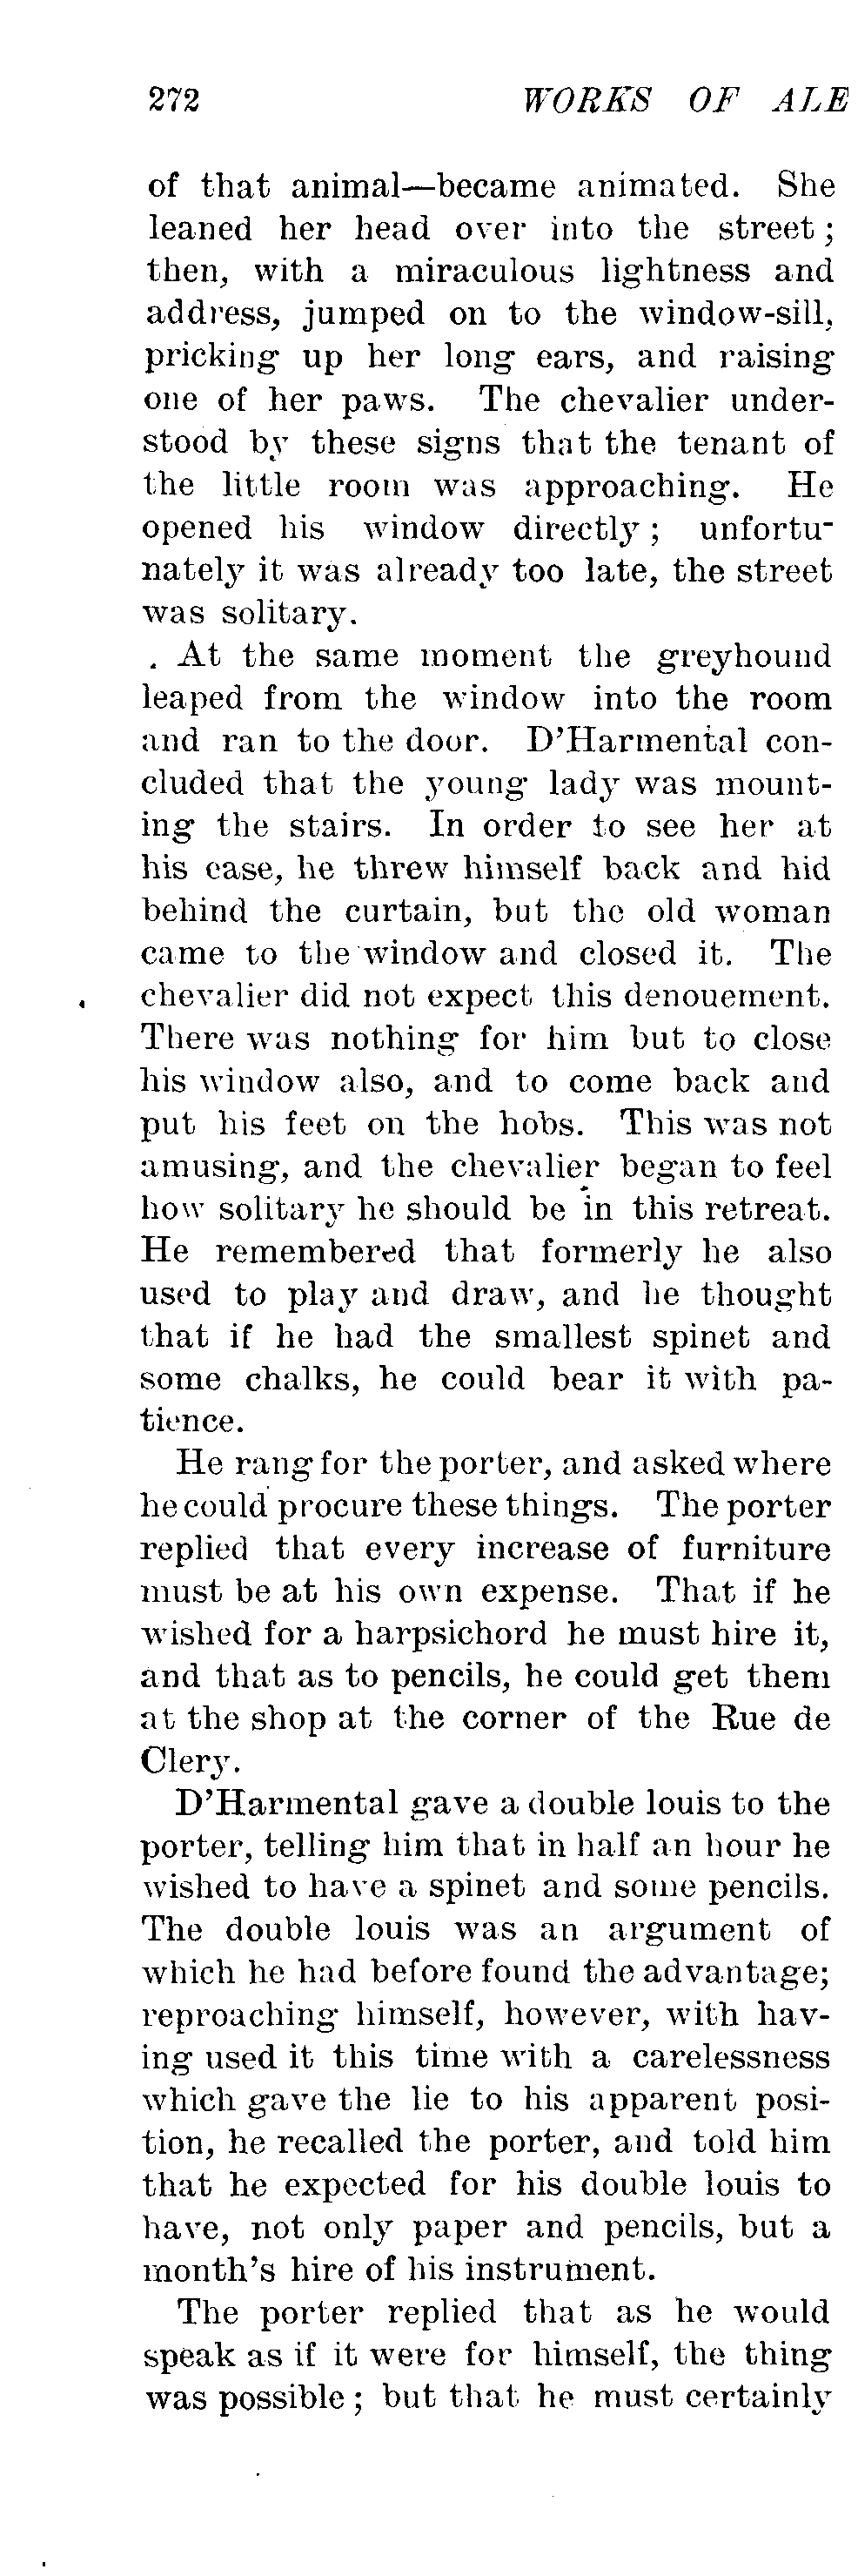 272 WORKS OF ALE
of that animal—became animated. She
leaned her head over into the street;
then, with a miraculous lightness and
address, jumped on to the window-sill,
pricking up her long ears, and raising
one of her paws. The chevalier under-
stood by these signs that the tenant of
the little room was approaching. He
opened his window directly; unfortu-
nately it was already too late, the street
was solitary.
At the same moment the greyhound
leaped from the window into the room
and ran to the door. D'Harmental con-
cluded that the young lady was mount-
ing the stairs. In order to see her at
his ease, he threw himself back and hid
behind the curtain, but the old woman
came to the window and closed it. The
chevalier did not expect this denouement.
There was nothing for him but to close
his window also, and to come back and
put his feet on the hobs. This was not
amusing, and the chevalier began to feel
how solitary he should be in this retreat.
He remembered that formerly he also
used to play and draw, and he thought
that if he had the smallest spinet and
some chalks, he could bear it with pa-
tience.
He rang for the porter, and asked where
he could procure these things. The porter
replied that every increase of furniture
must be at his own expense. That if he
wished for a harpsichord he must hire it,
and that as to pencils, he could get them
at the shop at the corner of the Rue de
Clery.
D'Harmental gave a double louis to the
porter, telling him that in half an hour he
wished to have a spinet and some pencils.
The double louis was an argument of
which he had before found the advantage;
reproaching himself, however, with hav-
ing used it this time with a carelessness
which gave the lie to his apparent posi-
tion, he recalled the porter, and told him
that he expected for his double louis to
have, not only paper and pencils, but a
month's hire of his instrument.
The porter replied that as he would
speak as if it were for himself, the thing
was possible; but that he must certainly